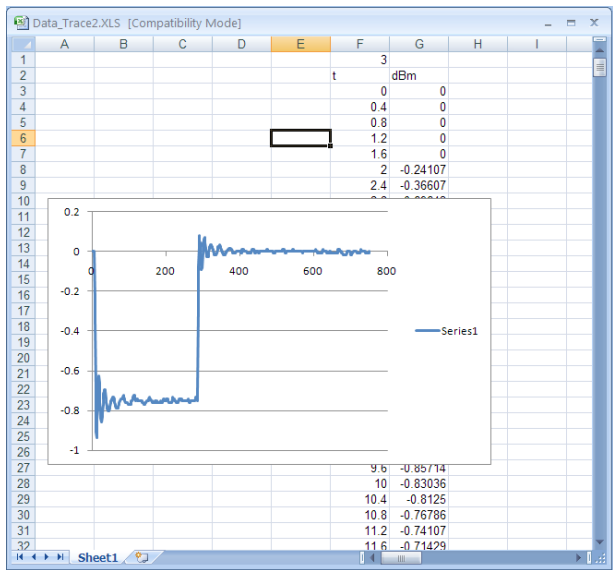 Data_Trace2.XLS [Compatibility Mode]
A B C D E F G H I
1 3
2 t dBm
3 0 0
4 0.4 0
5 0.8 0
6 1.2 0
7 1.6 0
8 2 -0.24107
9 2.4 -0.36607
10
11 0.2
12
13 0
14 0 200 400 600 800
15
16 -0.2
17
18 -0.4 Series1
19
20
21 -0.6
22
23 -0.8
24
25
26 -1
27 9.6 -0.85714
28 10 -0.83036
29 10.4 -0.8125
30 10.8 -0.76786
31 11.2 -0.74107
32 11.6 -0.71429
Sheet1